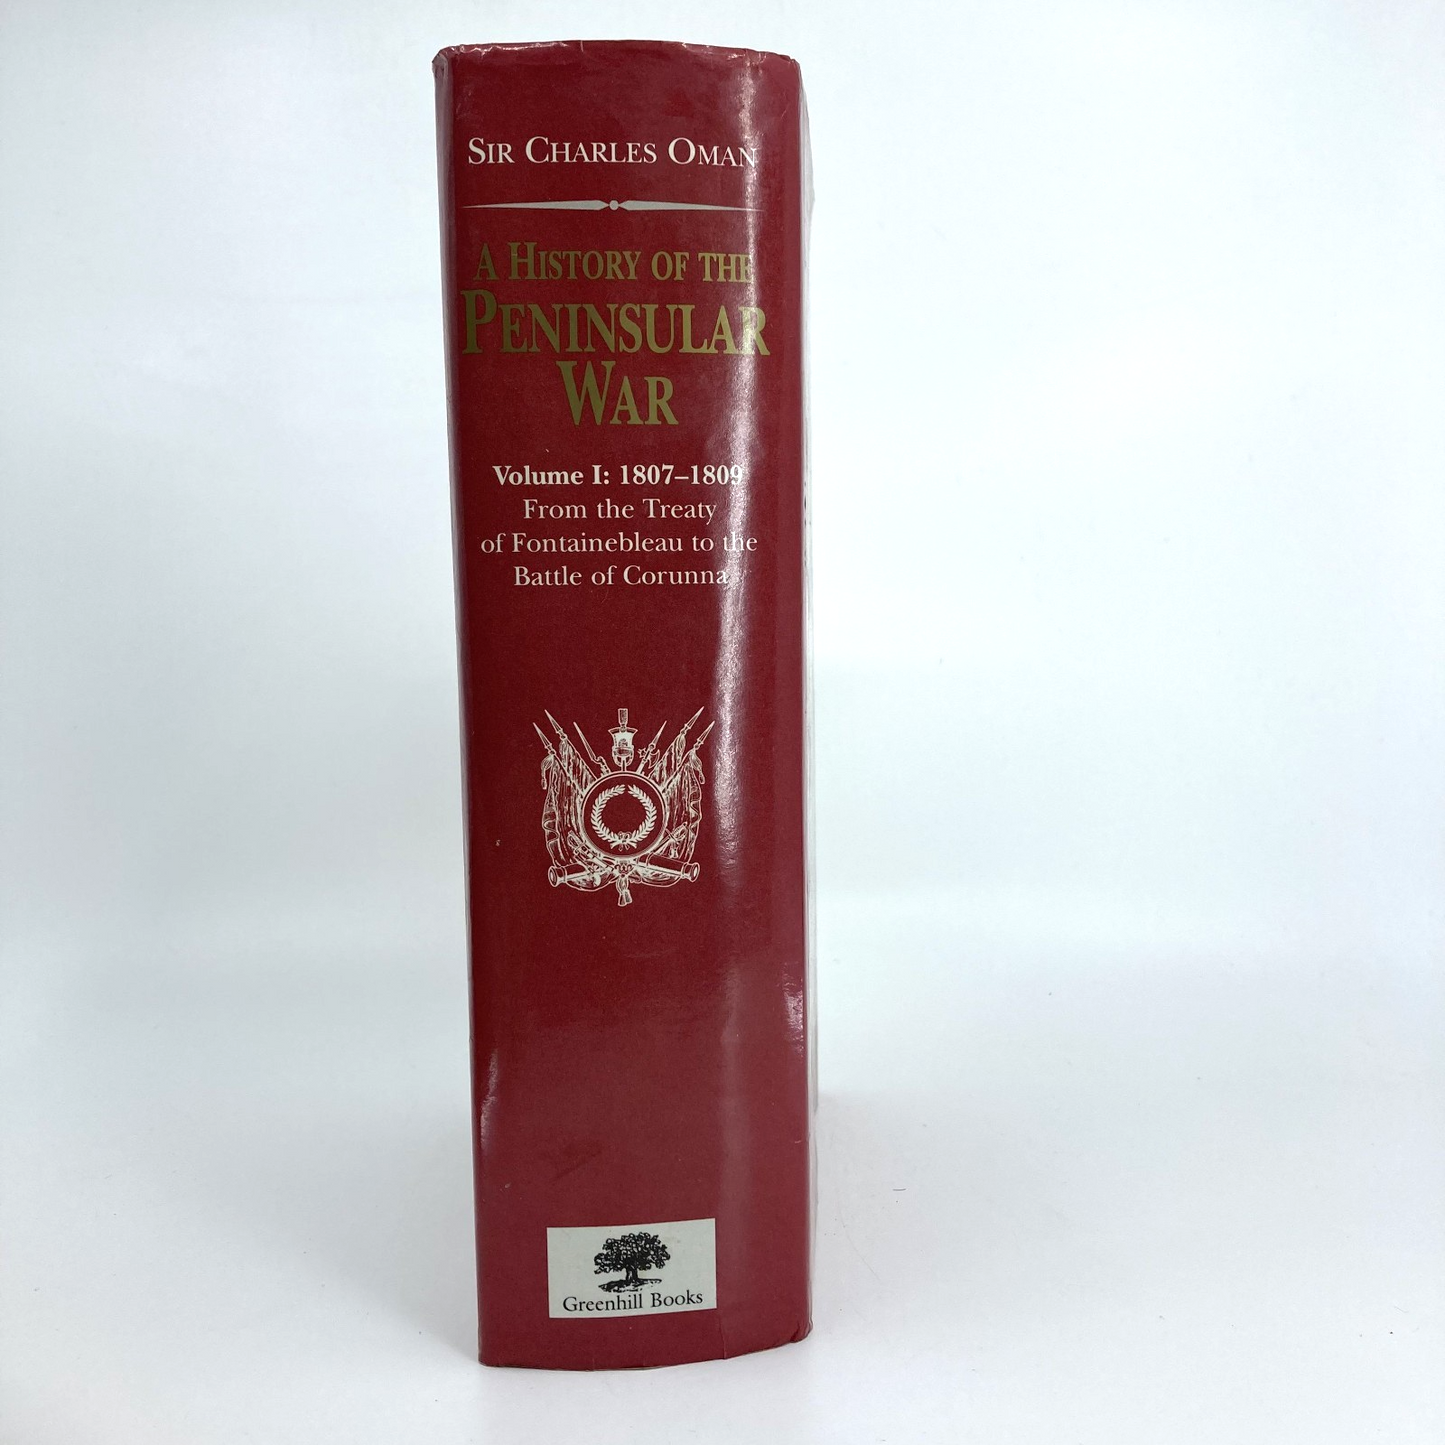 SIR CHARLES OMAN
A HISTORY OF THE
PENINSULAR
WAR
Volume I: 1807–1809
From the Treaty
of Fontainebleau to the
Battle of Corunna
Greenhill Books